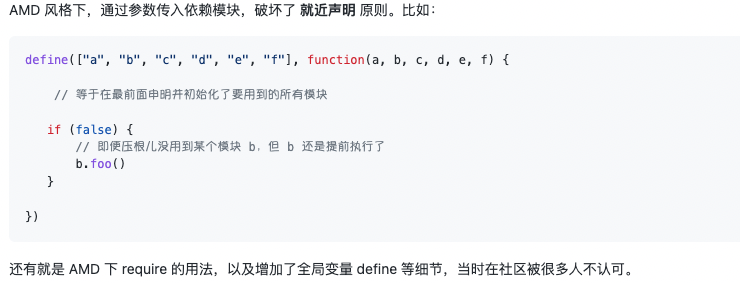 AMD 风格下，通过参数传入依赖模块，破坏了 就近声明 原则。比如：
define(["a", "b", "c", "d", "e", "f"], function(a, b, c, d, e, f) {
// 等于在最前面申明并初始化了要用到的所有模块
if (false) {
// 即便压根儿没用到某个模块 b，但 b 还是提前执行了
b.foo()
}
})
还有就是 AMD 下 require 的用法，以及增加了全局变量 define 等细节，当时在社区被很多人不认可。